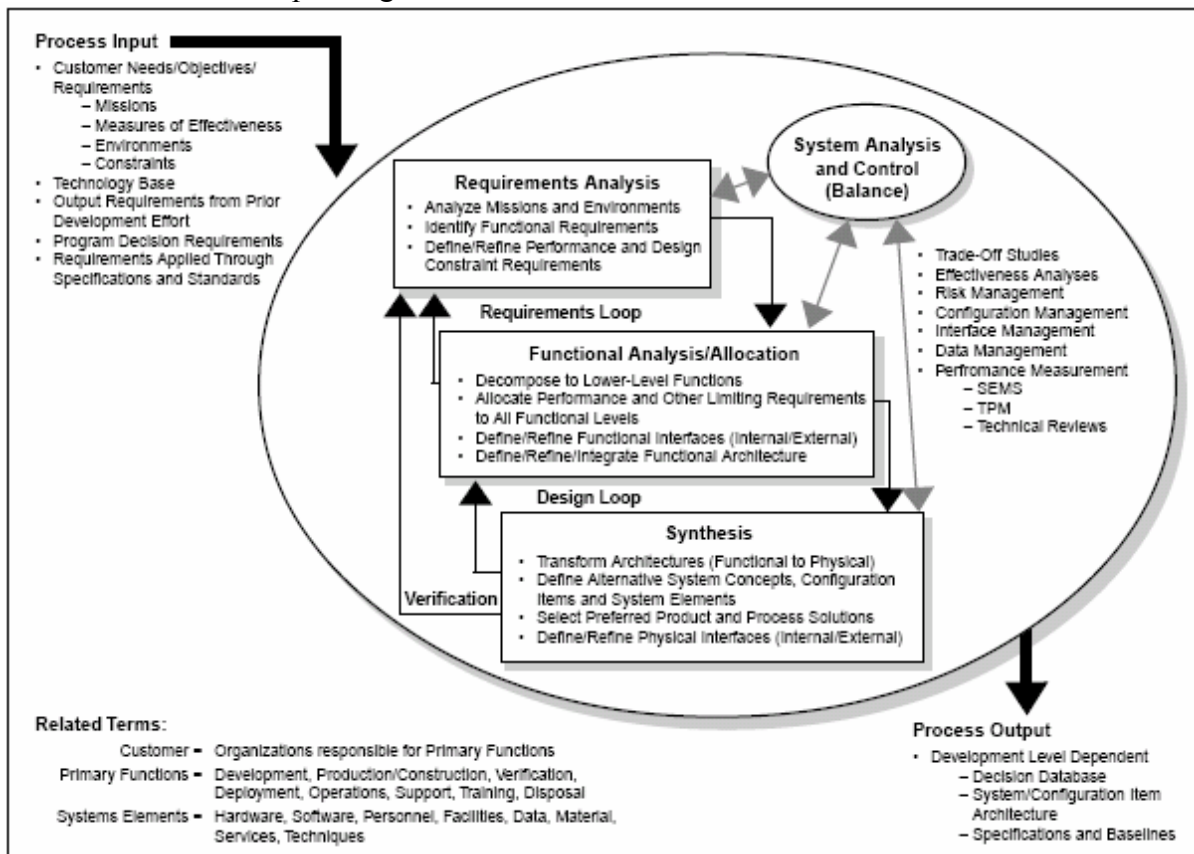 Process Input
• Customer Needs/Objectives/
Requirements
– Missions
– Measures of Effectiveness
– Environments
– Constraints
• Technology Base
• Output Requirements from Prior
Development Effort
• Program Decision Requirements
• Requirements Applied Through
Specifications and Standards
System Analysis
and Control
(Balance)
Requirements Analysis
• Analyze Missions and Environments
• Identify Functional Requirements
• Define/Refine Performance and Design
Constraint Requirements
• Trade-Off Studies
• Effectiveness Analyses
• Risk Management
• Configuration Management
• Interface Management
• Data Management
• Perfromance Measurement
– SEMS
– TPM
– Technical Reviews
Requirements Loop
Functional Analysis/Allocation
• Decompose to Lower-Level Functions
• Allocate Performance and Other Limiting Requirements
to All Functional Levels
• Define/Refine Functional Interfaces (Internal/External)
• Define/Refine/Integrate Functional Architecture
Design Loop
Synthesis
• Transform Architectures (Functional to Physical)
• Define Alternative System Concepts, Configuration
Items and System Elements
• Select Preferred Product and Process Solutions
• Define/Refine Physical Interfaces (Internal/External)
Verification
Related Terms:
Customer = Organizations responsible for Primary Functions
Primary Functions = Development, Production/Construction, Verification,
Deployment, Operations, Support, Training, Disposal
Systems Elements = Hardware, Software, Personnel, Facilities, Data, Material,
Services, Techniques
Process Output
• Development Level Dependent
– Decision Database
– System/Configuration Item
Architecture
– Specifications and Baselines